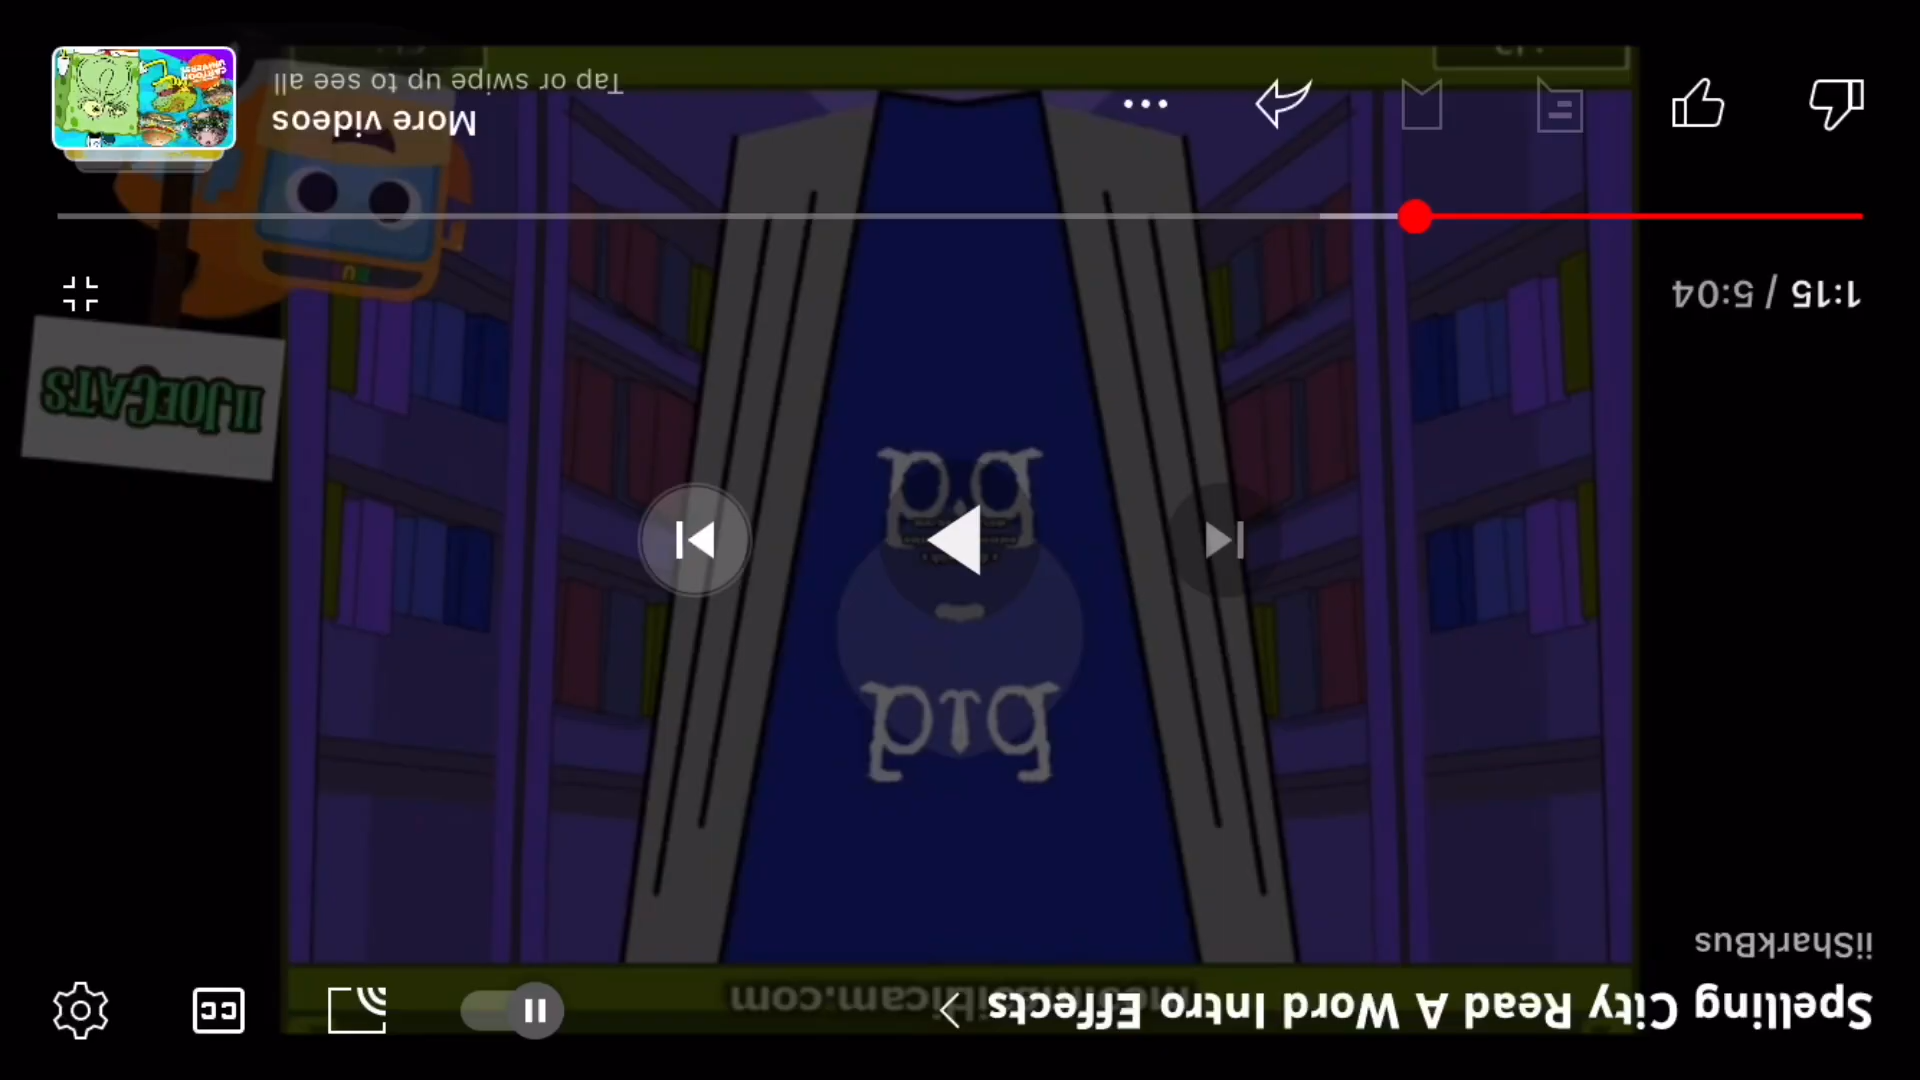 Spelling City Read A Word Intro Effects
iiSharkBus
1:15 / 5:04
More videos
Tap or swipe up to see all
IIJOECATS